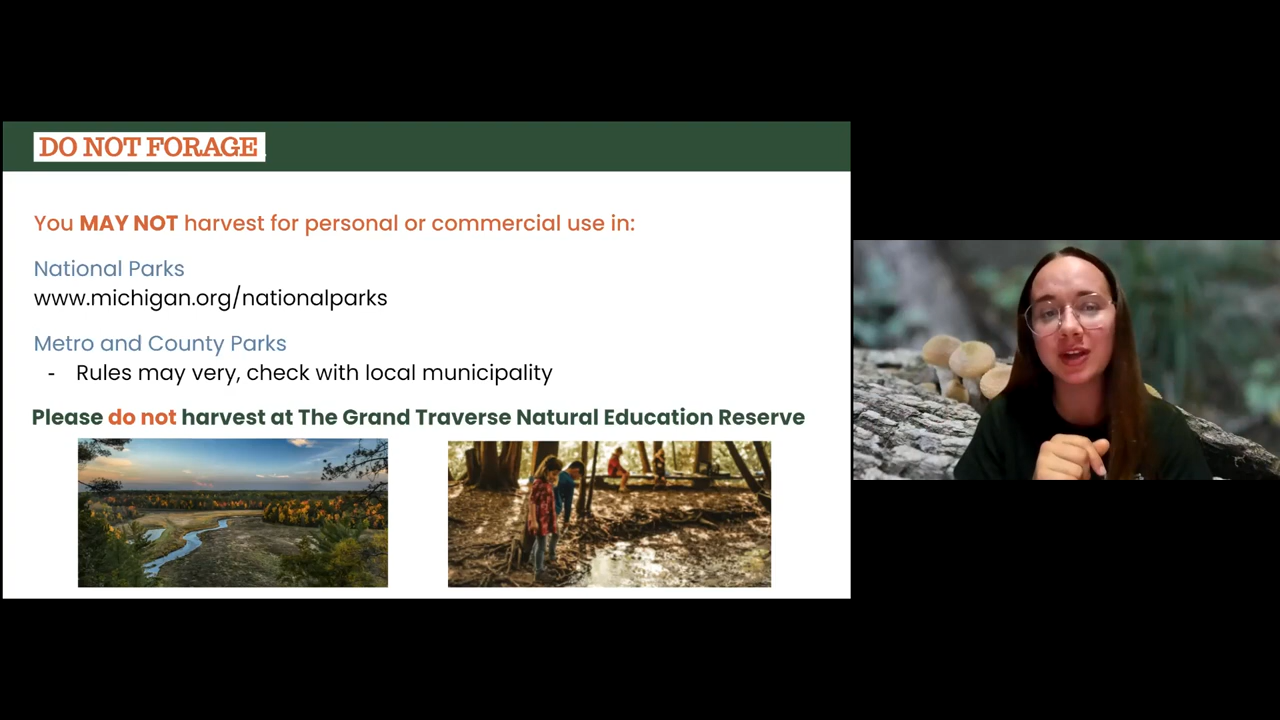 DO NOT FORAGE
You MAY NOT harvest for personal or commercial use in:
National Parks
www.michigan.org/nationalparks
Metro and County Parks
- Rules may very, check with local municipality
Please do not harvest at The Grand Traverse Natural Education Reserve